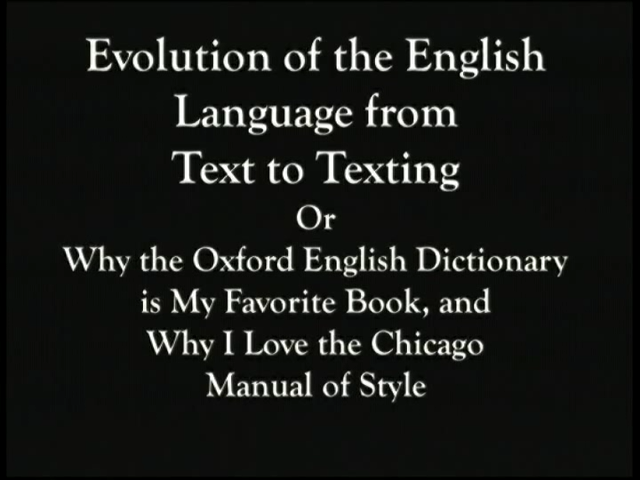 Evolution of the English
Language from
Text to Texting
Or
Why the Oxford English Dictionary
is My Favorite Book, and
Why I Love the Chicago
Manual of Style